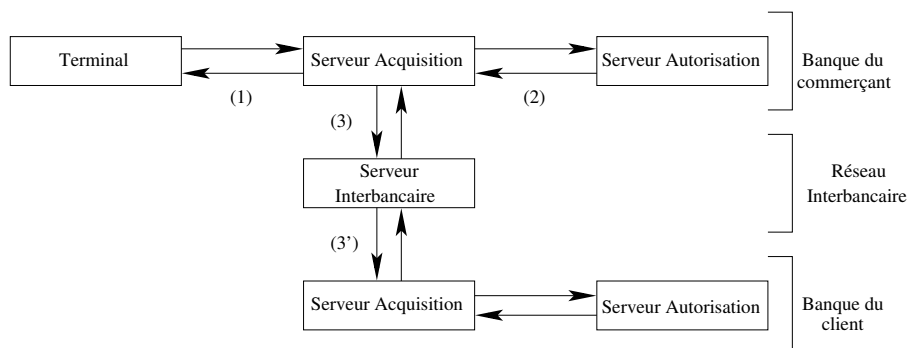 Terminal
Serveur Acquisition
Serveur Autorisation
Banque du
commerçant
(1)
(2)
(3)
Serveur
Interbancaire
Réseau
Interbancaire
(3’)
Serveur Acquisition
Serveur Autorisation
Banque du
client